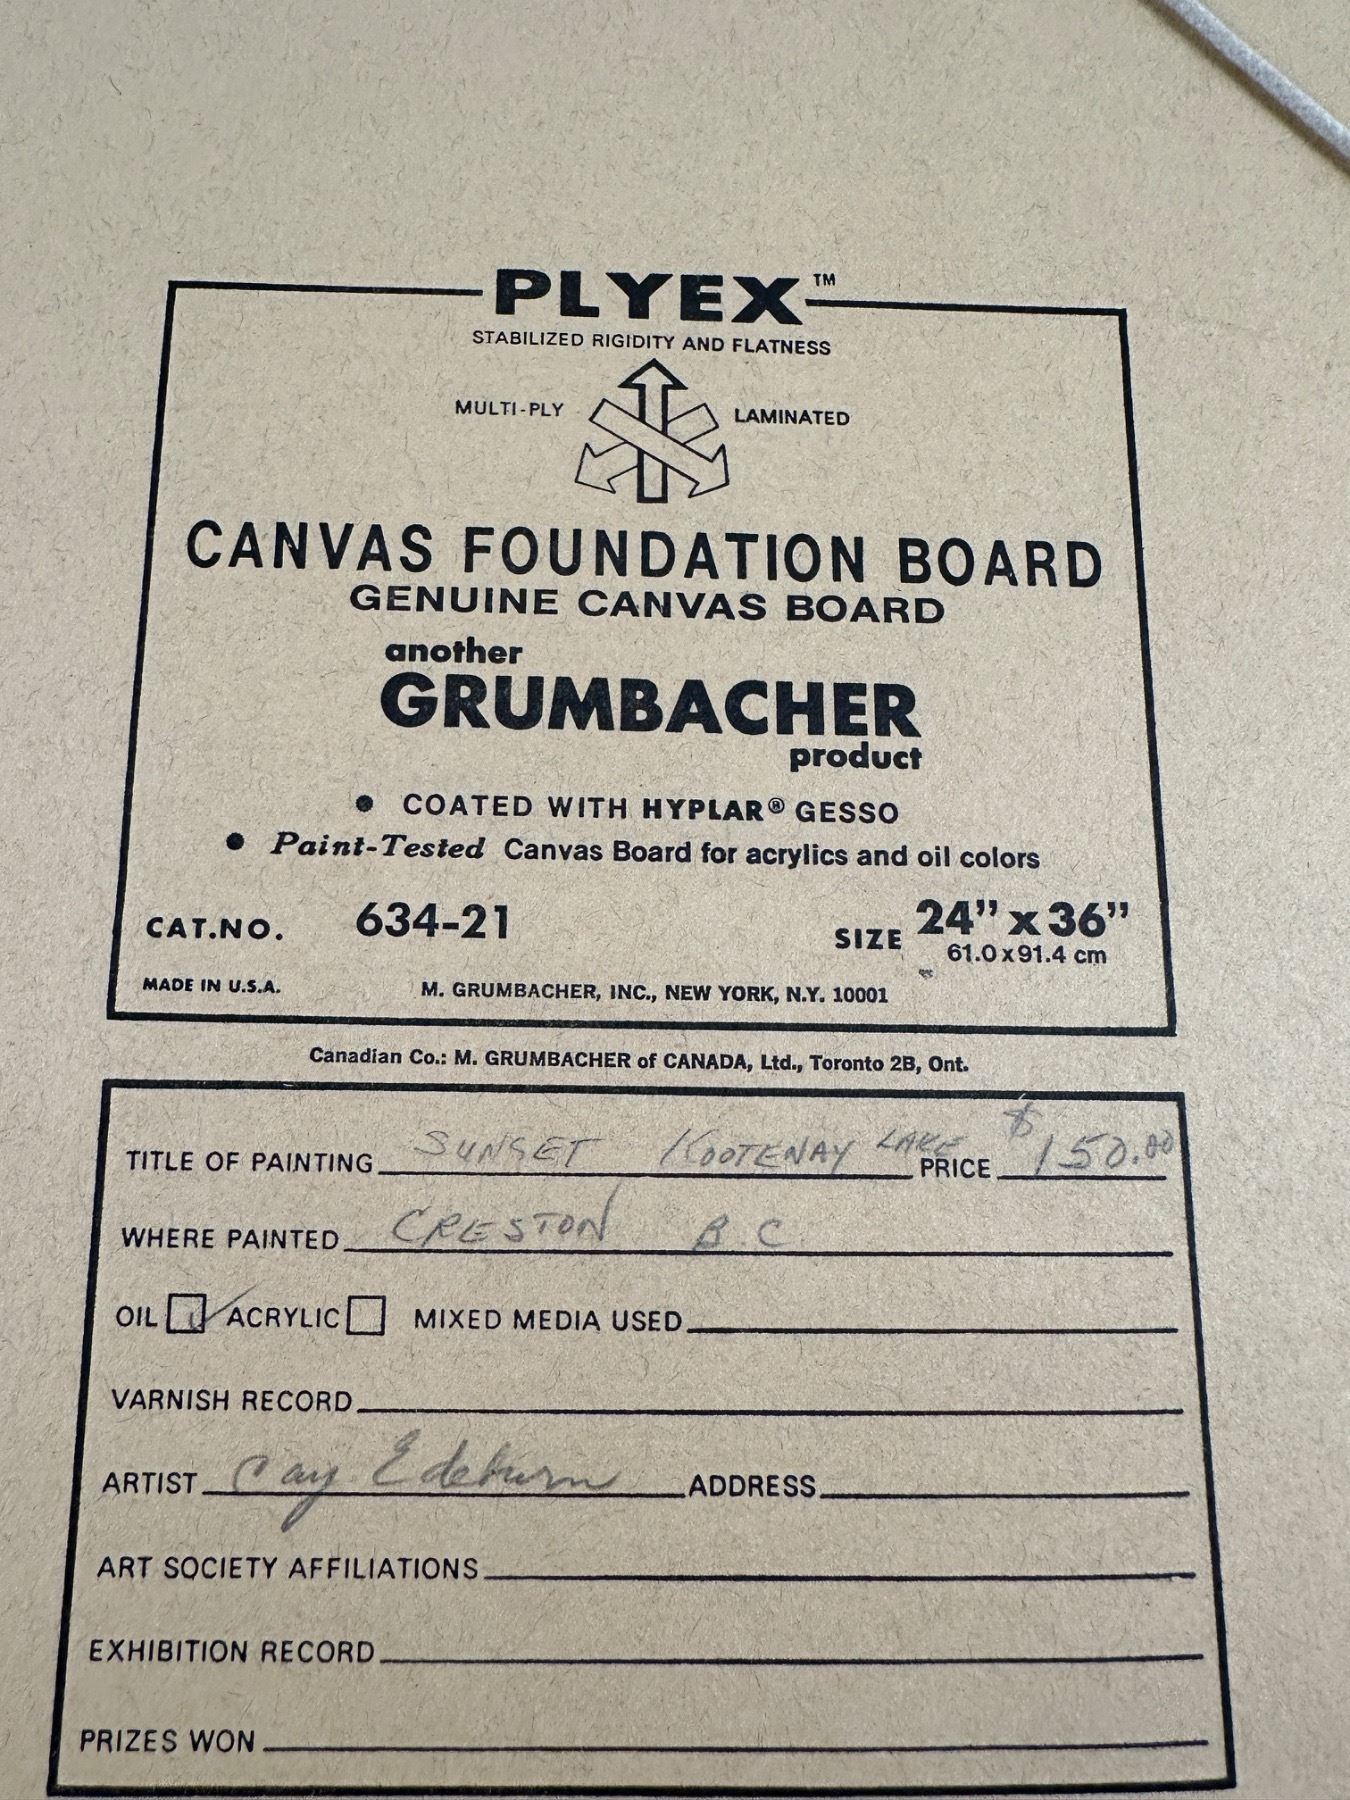 PLYEX™
STABILIZED RIGIDITY AND FLATNESS
MULTI-PLY LAMINATED
CANVAS FOUNDATION BOARD
GENUINE CANVAS BOARD
another
GRUMBACHER
product
• COATED WITH HYPLAR® GESSO
• Paint-Tested Canvas Board for acrylics and oil colors
CAT.NO. 634-21 SIZE 24” x 36”
61.0 x 91.4 cm
MADE IN U.S.A. M. GRUMBACHER, INC., NEW YORK, N.Y. 10001
Canadian Co.: M. GRUMBACHER of CANADA, Ltd., Toronto 2B, Ont.
TITLE OF PAINTING SUNSET KOOTENAY LAKE PRICE $150.00
WHERE PAINTED CRESTON B.C
OIL ACRYLIC MIXED MEDIA USED
VARNISH RECORD
ARTIST Edeburn ADDRESS
ART SOCIETY AFFILIATIONS
EXHIBITION RECORD
PRIZES WON